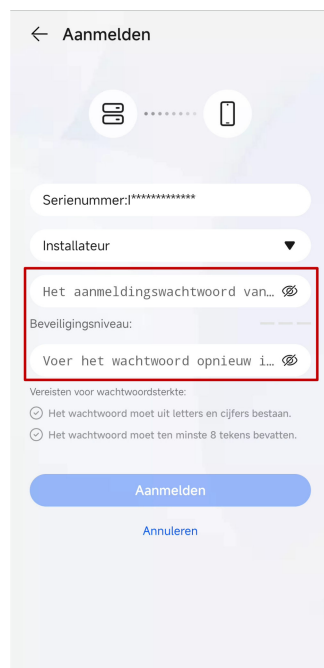 Aanmelden
Serienummer:I*************
Installateur
Het aanmeldingswachtwoord van…
Beveiligingsniveau:
Voer het wachtwoord opnieuw i…
Vereisten voor wachtwoordsterkte:
Het wachtwoord moet uit letters en cijfers bestaan.
Het wachtwoord moet ten minste 8 tekens bevatten.
Aanmelden
Annuleren